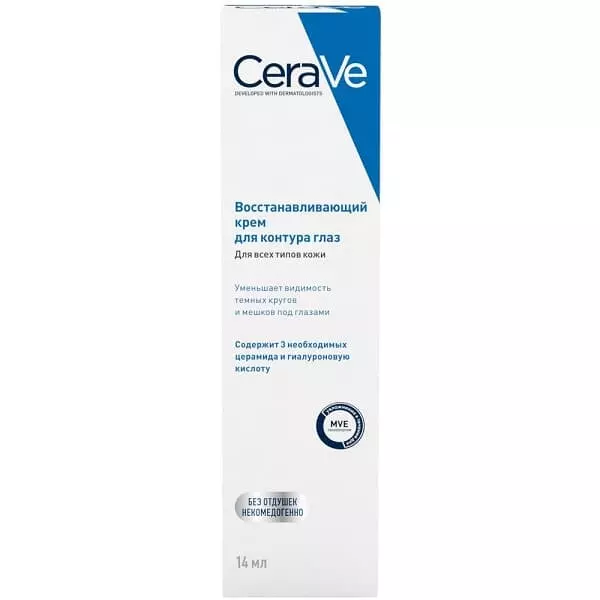 CeraVe
DEVELOPED WITH DERMATOLOGISTS
Восстанавливающий
крем
для контура глаз
Для всех типов кожи
Уменьшает видимость
темных кругов
и мешков под глазами
Содержит 3 необходимых
церамида и гиалуроновую
кислоту
MVE
БЕЗ ОТДУШЕК
НЕКОМЕДОГЕННО
14 мл